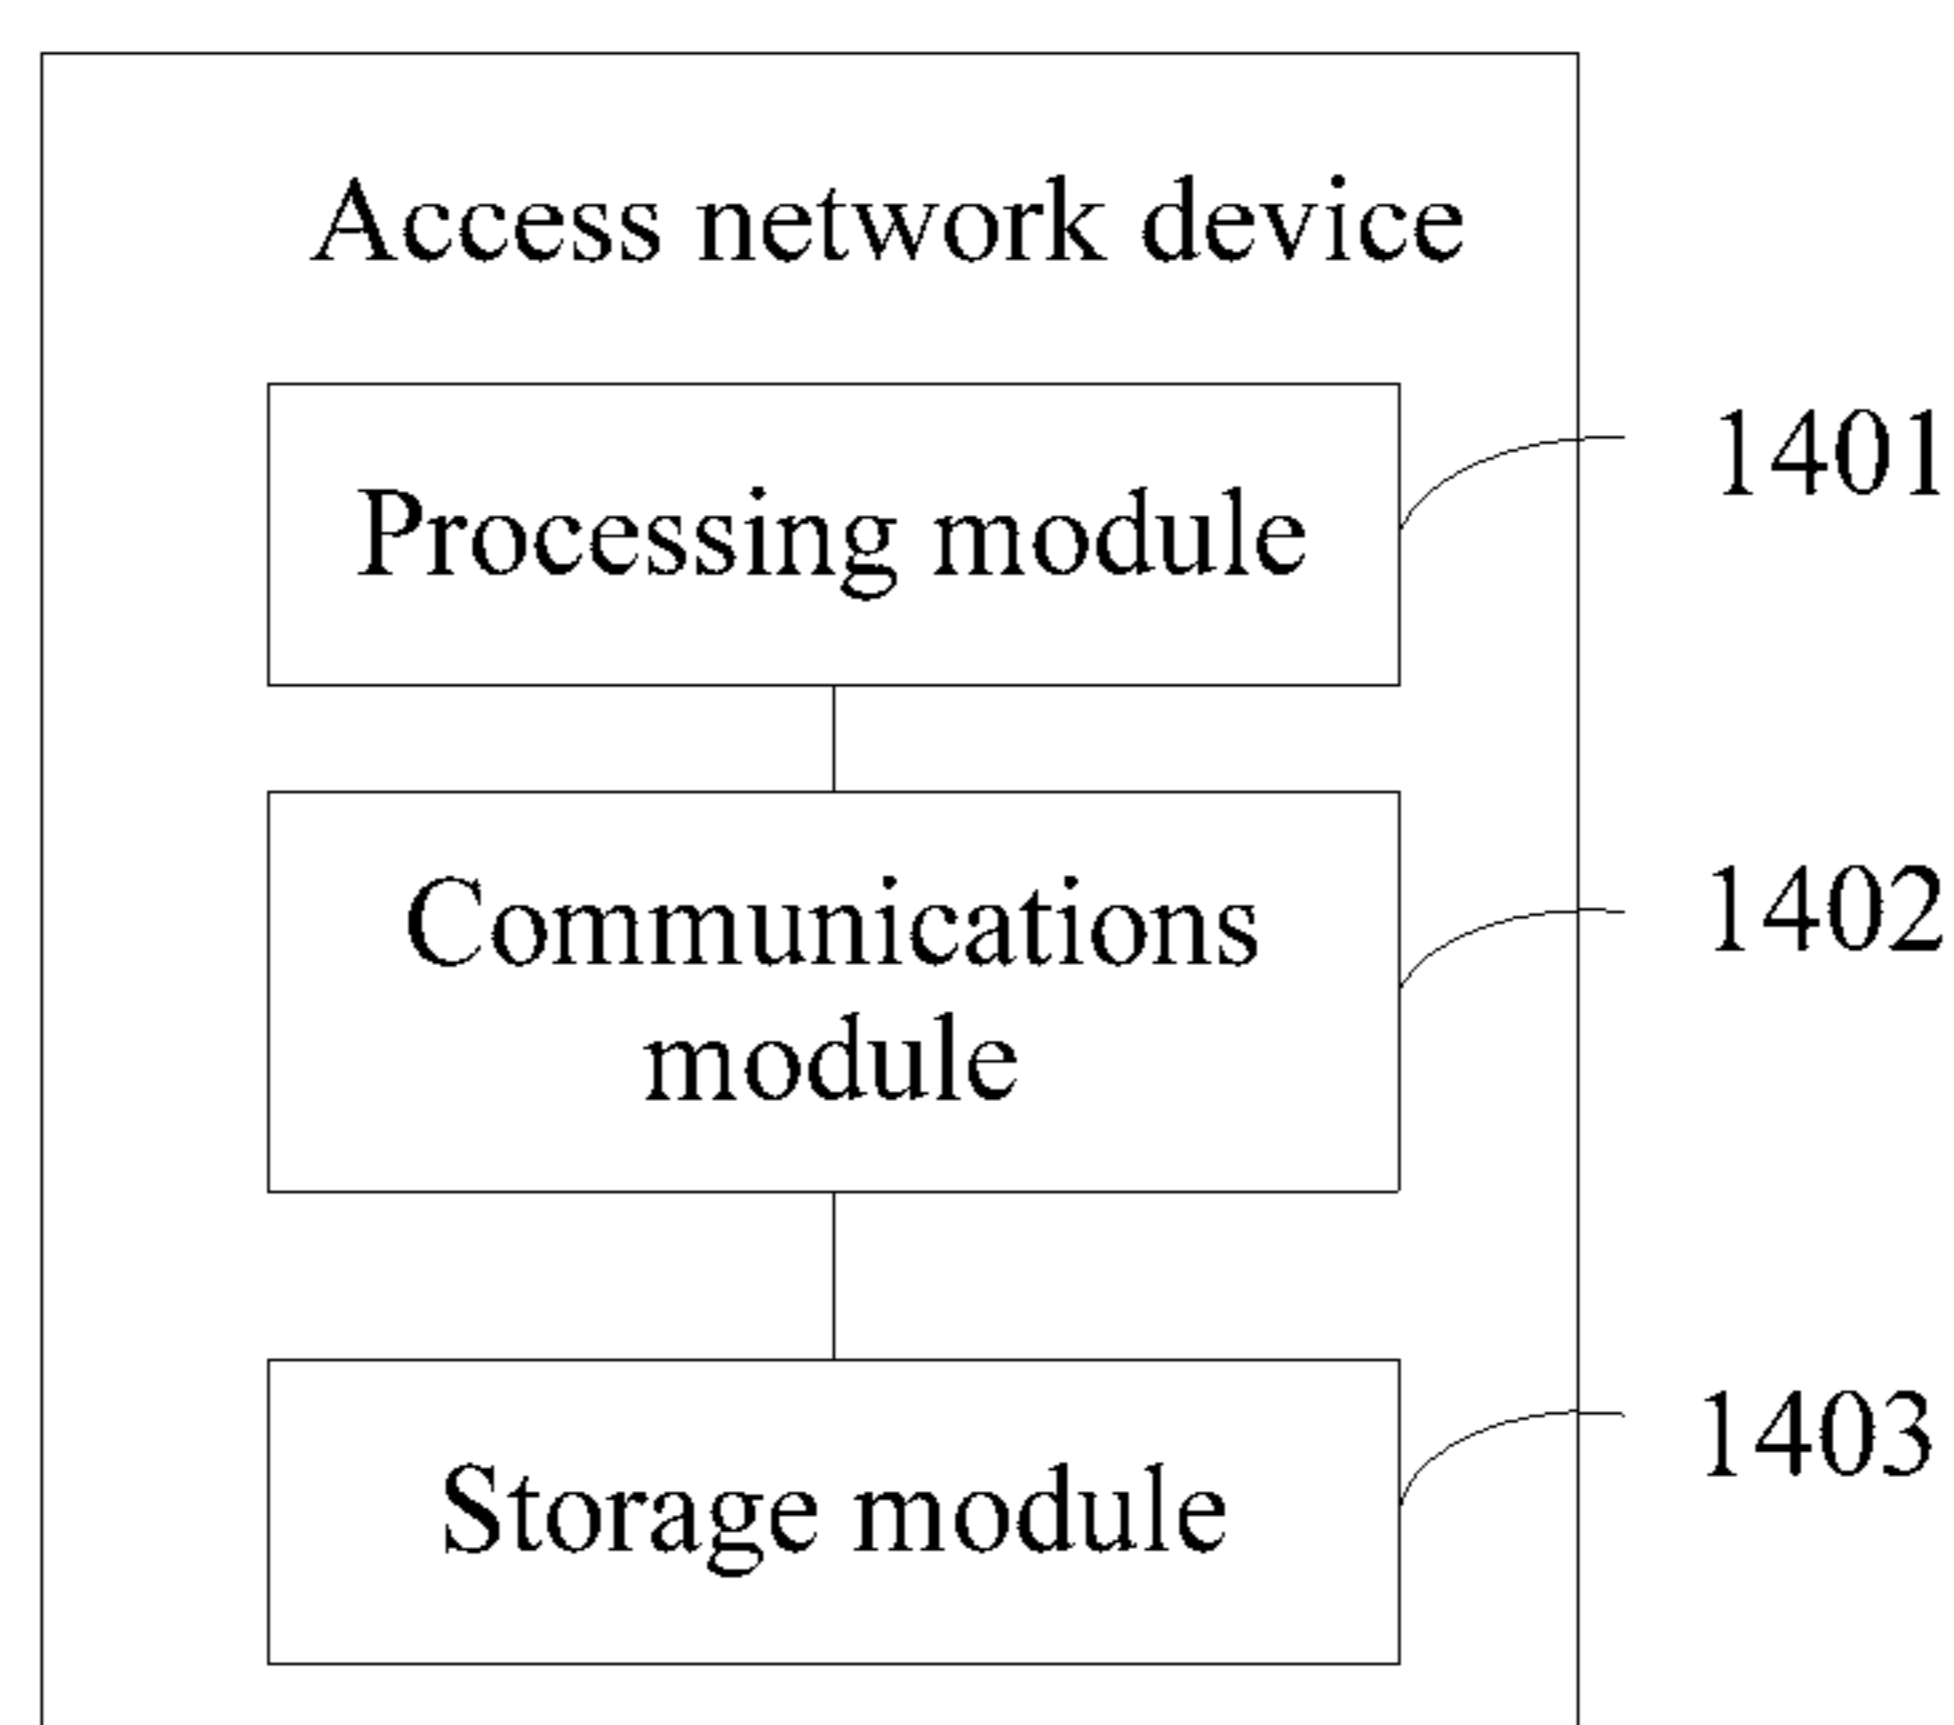 Access network device
Processing module
1401
Communications
module
1402
Storage module
1403